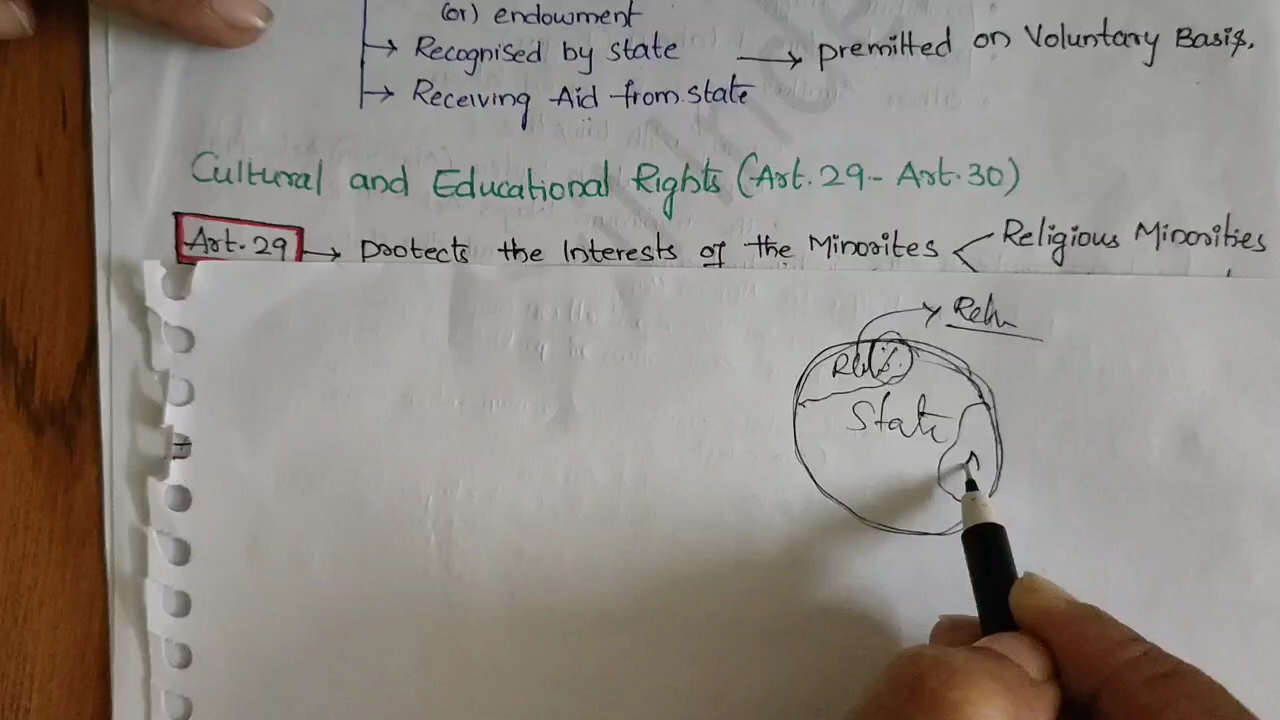 (or) endowment
Recognised by state → premitted on Voluntary Basis.
Receiving Aid from state
Cultural and Educational Rights (Art. 29 - Art. 30)
Art. 29 → protects the Interests of the Minorites < Religious Minorities
State